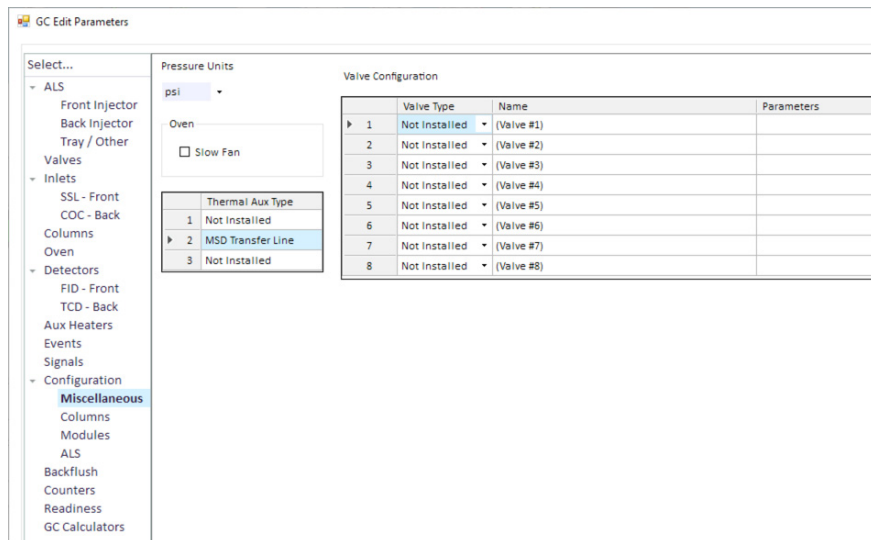 GC Edit Parameters
Select...
ALS
Front Injector
Back Injector
Tray / Other
Valves
Inlets
SSL - Front
COC - Back
Columns
Oven
Detectors
FID - Front
TCD - Back
Aux Heaters
Events
Signals
Configuration
Miscellaneous
Columns
Modules
ALS
Backflush
Counters
Readiness
GC Calculators
Pressure Units
psi
Oven
Slow Fan
Thermal Aux Type
1 Not Installed
2 MSD Transfer Line
3 Not Installed
Valve Configuration
Valve Type Name Parameters
1 Not Installed (Valve #1)
2 Not Installed (Valve #2)
3 Not Installed (Valve #3)
4 Not Installed (Valve #4)
5 Not Installed (Valve #5)
6 Not Installed (Valve #6)
7 Not Installed (Valve #7)
8 Not Installed (Valve #8)